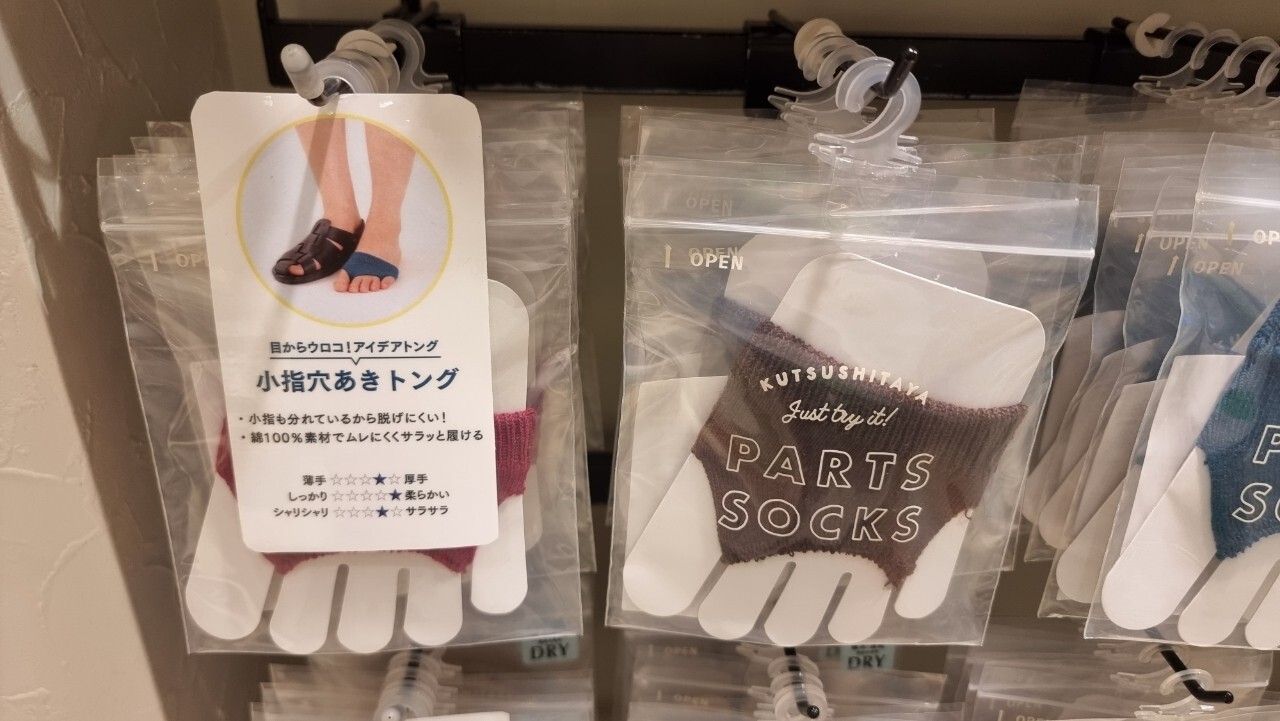 目からウロコ!アイデアトング
小指穴あきトング
・小指も分れているから脱げにくい!
・綿100%素材でムレにくくサラッと履ける
薄手 ☆☆☆★☆ 厚手
しっかり ☆☆☆☆★ 柔らかい
シャリシャリ ☆☆☆★☆ サラサラ
OPEN
OPEN
OPEN
KUTSUSHITAYA
Just try it!
PARTS
SOCKS
OPEN
OPEN
DRY
DRY
OPEN
OPEN